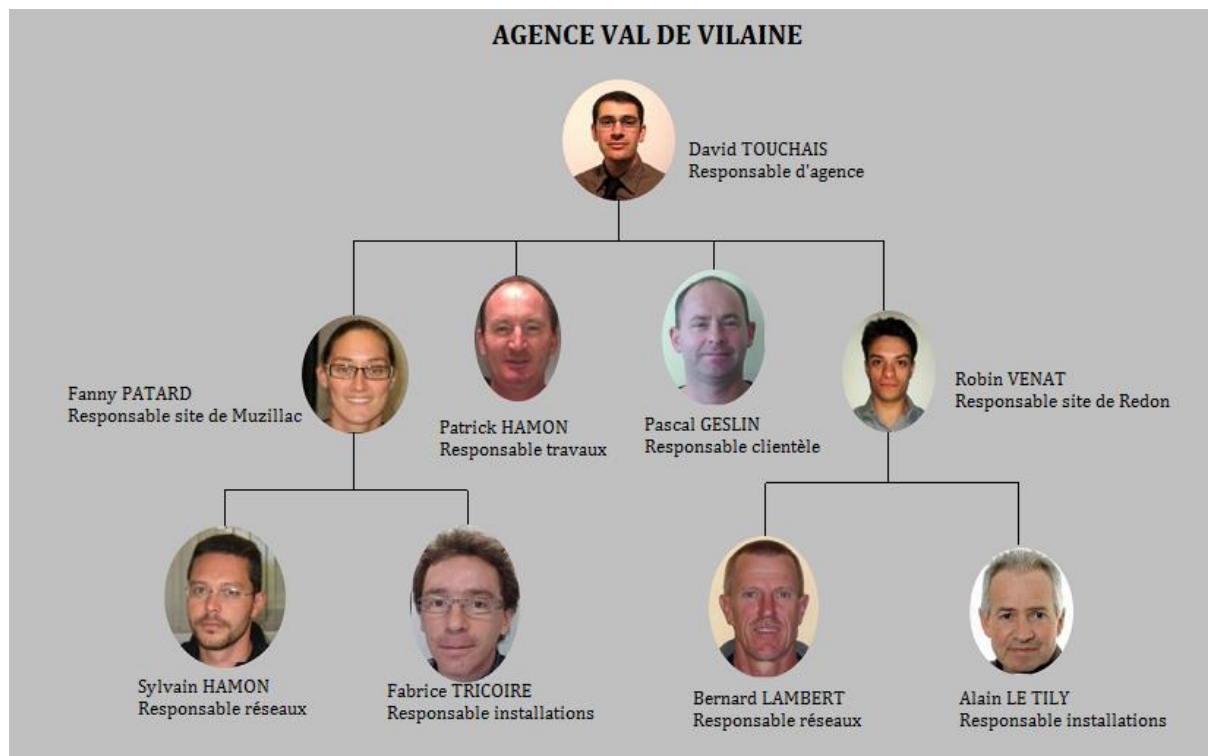 AGENCE VAL DE VILAINE
David TOUCHAIS
Responsable d'agence
Fanny PATARD
Responsable site de Muzillac
Patrick HAMON
Responsable travaux
Pascal GESLIN
Responsable clientèle
Robin VENAT
Responsable site de Redon
Sylvain HAMON
Responsable réseaux
Fabrice TRICOIRE
Responsable installations
Bernard LAMBERT
Responsable réseaux
Alain LE TILY
Responsable installations